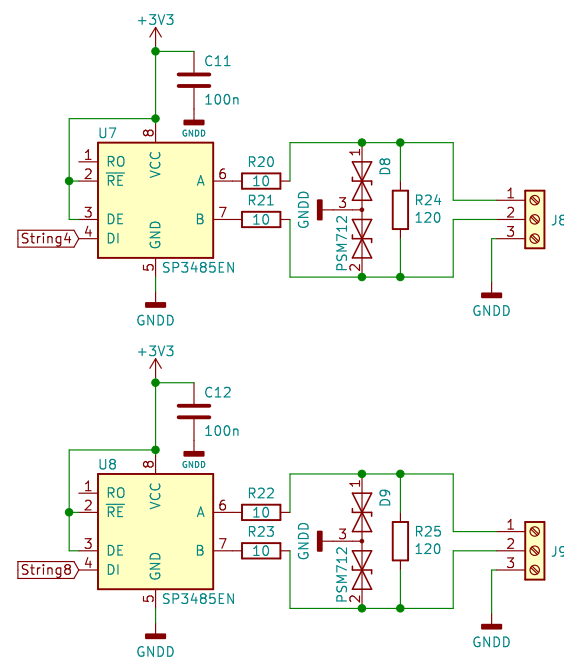 +3V3
C11
100n
GNDD
U7
8
VCC
1 RO
2 RE
3 DE
4 DI
String4
GND
5
A 6
B 7
SP3485EN
GNDD
R20
10
R21
10
GNDD
3
1
D8
PSM712
2
R24
120
1
2
3
J8
GNDD
+3V3
C12
100n
GNDD
U8
8
VCC
1 RO
2 RE
3 DE
4 DI
String8
GND
5
A 6
B 7
SP3485EN
GNDD
R22
10
R23
10
GNDD
3
1
D9
PSM712
2
R25
120
1
2
3
J9
GNDD